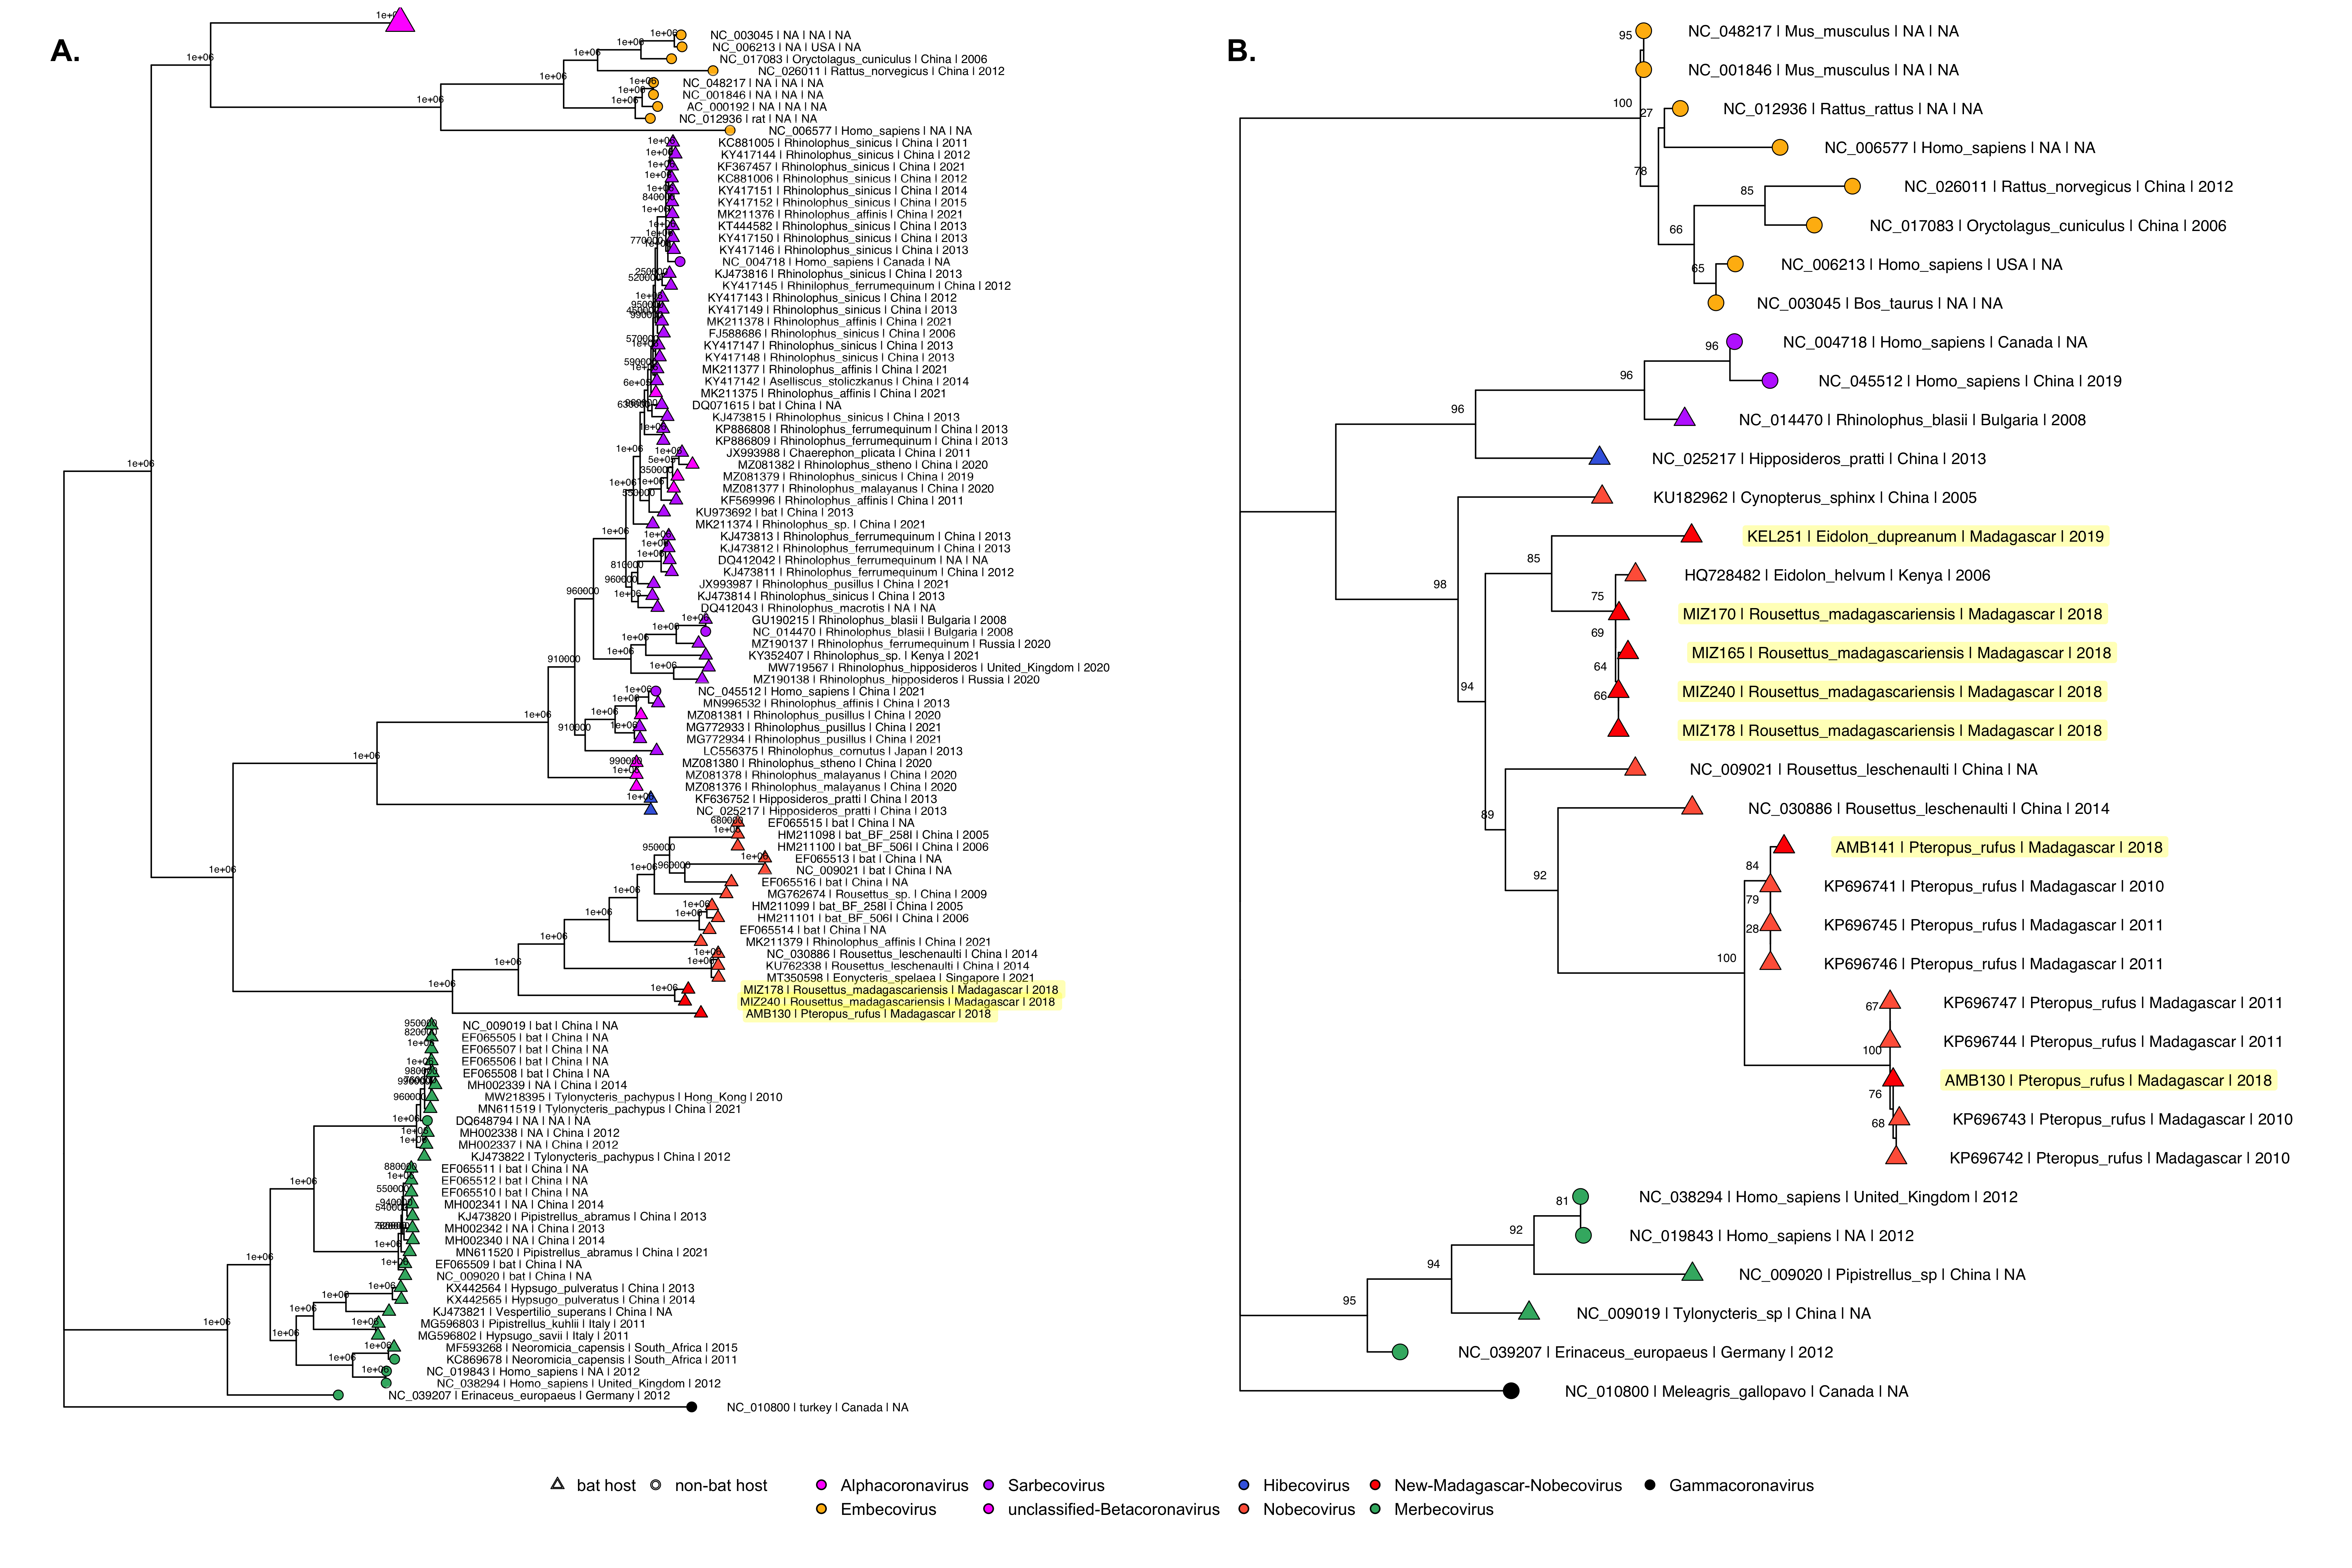 A.
1e+06
1e+06
NC_003045 | NA | NA | NA
NC_006213 | NA | USA | NA
NC_017083 | Oryctolagus_cuniculus | China | 2006
NC_026011 | Rattus_norvegicus | China | 2012
NC_048217 | NA | NA | NA
NC_001846 | NA | NA | NA
AC_000192 | NA | NA | NA
NC_012936 | rat | NA | NA
NC_006577 | Homo_sapiens | NA | NA
KC881005 | Rhinolophus_sinicus | China | 2011
KY417144 | Rhinolophus_sinicus | China | 2012
KF367457 | Rhinolophus_sinicus | China | 2021
KC881006 | Rhinolophus_sinicus | China | 2012
KY417151 | Rhinolophus_sinicus | China | 2014
KY417152 | Rhinolophus_sinicus | China | 2015
MK211376 | Rhinolophus_affinis | China | 2021
KT444582 | Rhinolophus_sinicus | China | 2013
KY417150 | Rhinolophus_sinicus | China | 2013
KY417146 | Rhinolophus_sinicus | China | 2013
NC_004718 | Homo_sapiens | Canada | NA
KJ473816 | Rhinolophus_sinicus | China | 2013
KY417145 | Rhinolophus_ferrumequinum | China | 2012
KY417143 | Rhinolophus_sinicus | China | 2012
KY417149 | Rhinolophus_sinicus | China | 2013
MK211378 | Rhinolophus_affinis | China | 2021
FJ588686 | Rhinolophus_sinicus | China | 2006
KY417147 | Rhinolophus_sinicus | China | 2013
KY417148 | Rhinolophus_sinicus | China | 2013
MK211377 | Rhinolophus_affinis | China | 2021
KY417142 | Aselliscus_stoliczkanus | China | 2014
MK211375 | Rhinolophus_affinis | China | 2021
DQ071615 | bat | China | NA
KJ473815 | Rhinolophus_sinicus | China | 2013
KP886808 | Rhinolophus_ferrumequinum | China | 2013
KP886809 | Rhinolophus_ferrumequinum | China | 2013
JX993988 | Chaerephon_plicata | China | 2011
MZ081382 | Rhinolophus_stheno | China | 2020
MZ081379 | Rhinolophus_sinicus | China | 2019
MZ081377 | Rhinolophus_malayanus | China | 2020
KF569996 | Rhinolophus_affinis | China | 2011
KU973692 | bat | China | 2013
MK211374 | Rhinolophus_sp. | China | 2021
KJ473813 | Rhinolophus_ferrumequinum | China | 2013
KJ473812 | Rhinolophus_ferrumequinum | China | 2013
DQ412042 | Rhinolophus_ferrumequinum | NA | NA
KJ473811 | Rhinolophus_ferrumequinum | China | 2012
JX993987 | Rhinolophus_pusillus | China | 2021
KJ473814 | Rhinolophus_sinicus | China | 2013
DQ412043 | Rhinolophus_macrotis | NA | NA
GU190215 | Rhinolophus_blasii | Bulgaria | 2008
NC_014470 | Rhinolophus_blasii | Bulgaria | 2008
MZ190137 | Rhinolophus_ferrumequinum | Russia | 2020
KY352407 | Rhinolophus_sp. | Kenya | 2021
MW719567 | Rhinolophus_hipposideros | United_Kingdom | 2020
MZ190138 | Rhinolophus_hipposideros | Russia | 2020
NC_045512 | Homo_sapiens | China | 2021
MN996532 | Rhinolophus_affinis | China | 2013
MZ081381 | Rhinolophus_pusillus | China | 2020
MG772933 | Rhinolophus_pusillus | China | 2021
MG772934 | Rhinolophus_pusillus | China | 2021
LC556375 | Rhinolophus_cornutus | Japan | 2013
MZ081380 | Rhinolophus_stheno | China | 2020
MZ081378 | Rhinolophus_malayanus | China | 2020
MZ081376 | Rhinolophus_malayanus | China | 2020
KF636752 | Hipposideros_pratti | China | 2013
NC_025217 | Hipposideros_pratti | China | 2013
EF065515 | bat | China | NA
HM211098 | bat_BF_258I | China | 2005
HM211100 | bat_BF_506I | China | 2006
EF065513 | bat | China | NA
NC_009021 | bat | China | NA
EF065516 | bat | China | NA
MG762674 | Rousettus_sp. | China | 2009
HM211099 | bat_BF_258I | China | 2005
HM211101 | bat_BF_506I | China | 2006
EF065514 | bat | China | NA
MK211379 | Rhinolophus_affinis | China | 2021
NC_030886 | Rousettus_leschenaulti | China | 2014
KU762338 | Rousettus_leschenaulti | China | 2014
MT350598 | Eonycteris_spelaea | Singapore | 2021
MIZ178 | Rousettus_madagascariensis | Madagascar | 2018
MIZ240 | Rousettus_madagascariensis | Madagascar | 2018
AMB130 | Pteropus_rufus | Madagascar | 2018
NC_009019 | bat | China | NA
EF065505 | bat | China | NA
EF065507 | bat | China | NA
EF065506 | bat | China | NA
EF065508 | bat | China | NA
MH002339 | NA | China | 2014
MW218395 | Tylonycteris_pachypus | Hong_Kong | 2010
MN611519 | Tylonycteris_pachypus | China | 2021
DQ648794 | NA | NA | NA
MH002338 | NA | China | 2012
MH002337 | NA | China | 2012
KJ473822 | Tylonycteris_pachypus | China | 2012
EF065511 | bat | China | NA
EF065512 | bat | China | NA
EF065510 | bat | China | NA
MH002341 | NA | China | 2014
KJ473820 | Pipistrellus_abramus | China | 2013
MH002342 | NA | China | 2013
MH002340 | NA | China | 2014
MN611520 | Pipistrellus_abramus | China | 2021
EF065509 | bat | China | NA
NC_009020 | bat | China | NA
KX442564 | Hypsugo_pulveratus | China | 2013
KX442565 | Hypsugo_pulveratus | China | 2014
KJ473821 | Vespertilio_superans | China | NA
MG596803 | Pipistrellus_kuhlii | Italy | 2011
MG596802 | Hypsugo_savii | Italy | 2011
MF593268 | Neoromicia_capensis | South_Africa | 2015
KC869678 | Neoromicia_capensis | South_Africa | 2011
NC_019843 | Homo_sapiens | NA | 2012
NC_038294 | Homo_sapiens | United_Kingdom | 2012
NC_039207 | Erinaceus_europaeus | Germany | 2012
NC_010800 | turkey | Canada | NA
B.
95
NC_048217 | Mus_musculus | NA | NA
NC_001846 | Mus_musculus | NA | NA
100
27
NC_012936 | Rattus_rattus | NA | NA
NC_006577 | Homo_sapiens | NA | NA
78
85
NC_026011 | Rattus_norvegicus | China | 2012
NC_017083 | Oryctolagus_cuniculus | China | 2006
66
65
NC_006213 | Homo_sapiens | USA | NA
NC_003045 | Bos_taurus | NA | NA
96
NC_004718 | Homo_sapiens | Canada | NA
96
NC_045512 | Homo_sapiens | China | 2019
96
NC_014470 | Rhinolophus_blasii | Bulgaria | 2008
NC_025217 | Hipposideros_pratti | China | 2013
KU182962 | Cynopterus_sphinx | China | 2005
KEL251 | Eidolon_dupreanum | Madagascar | 2019
85
98
HQ728482 | Eidolon_helvum | Kenya | 2006
75
MIZ170 | Rousettus_madagascariensis | Madagascar | 2018
69
MIZ165 | Rousettus_madagascariensis | Madagascar | 2018
64
94
MIZ240 | Rousettus_madagascariensis | Madagascar | 2018
66
MIZ178 | Rousettus_madagascariensis | Madagascar | 2018
NC_009021 | Rousettus_leschenaulti | China | NA
89
NC_030886 | Rousettus_leschenaulti | China | 2014
AMB141 | Pteropus_rufus | Madagascar | 2018
84
92
KP696741 | Pteropus_rufus | Madagascar | 2010
79
KP696745 | Pteropus_rufus | Madagascar | 2011
28
100
KP696746 | Pteropus_rufus | Madagascar | 2011
67
KP696747 | Pteropus_rufus | Madagascar | 2011
KP696744 | Pteropus_rufus | Madagascar | 2011
100
AMB130 | Pteropus_rufus | Madagascar | 2018
76
KP696743 | Pteropus_rufus | Madagascar | 2010
68
KP696742 | Pteropus_rufus | Madagascar | 2010
81
NC_038294 | Homo_sapiens | United_Kingdom | 2012
92
NC_019843 | Homo_sapiens | NA | 2012
94
NC_009020 | Pipistrellus_sp | China | NA
95
NC_009019 | Tylonycteris_sp | China | NA
NC_039207 | Erinaceus_europaeus | Germany | 2012
NC_010800 | Meleagris_gallopavo | Canada | NA
bat host
non-bat host
Alphacoronavirus
Sarbecovirus
Hibecovirus
New-Madagascar-Nobecovirus
Gammacoronavirus
Embecovirus
unclassified-Betacoronavirus
Nobecovirus
Merbecovirus